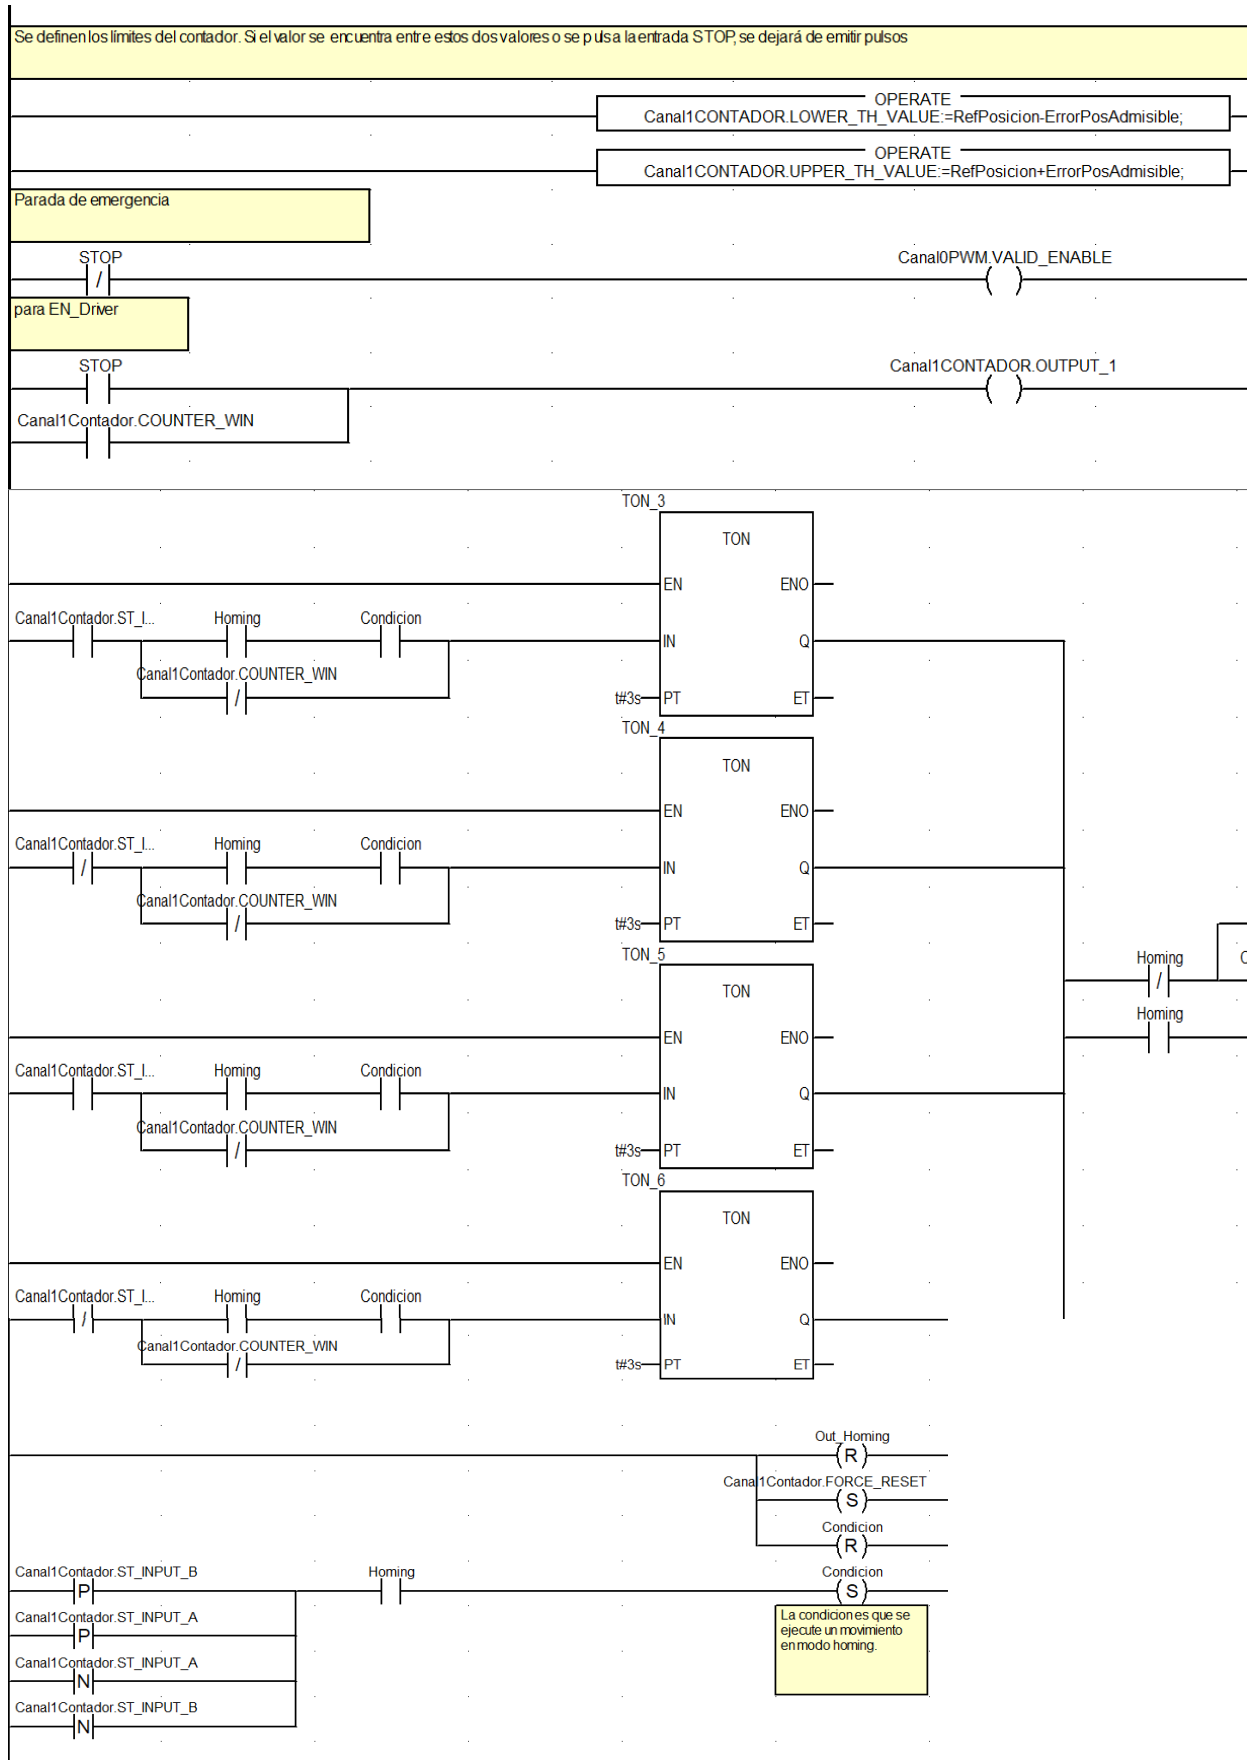 Se definen los límites del contador. Si el valor se encuentra entre estos dos valores o se pulsa la entrada STOP, se dejará de emitir pulsos
OPERATE
Canal1CONTADOR.LOWER_TH_VALUE:=RefPosicion-ErrorPosAdmisible;
OPERATE
Canal1CONTADOR.UPPER_TH_VALUE:=RefPosicion+ErrorPosAdmisible;
Parada de emergencia
STOP
Canal0PWM.VALID_ENABLE
/
para EN_Driver
STOP
Canal1CONTADOR.OUTPUT_1
Canal1Contador.COUNTER_WIN
TON_3
TON
EN ENO
Canal1Contador.ST_I... Homing Condicion
IN Q
Canal1Contador.COUNTER_WIN
/
t#3s PT ET
TON_4
TON
EN ENO
Canal1Contador.ST_I... Homing Condicion
/ IN Q
Canal1Contador.COUNTER_WIN
/
t#3s PT ET
TON_5
Homing C
/
TON
Homing
EN ENO
Canal1Contador.ST_I... Homing Condicion
IN Q
Canal1Contador.COUNTER_WIN
/
t#3s PT ET
TON_6
TON
EN ENO
Canal1Contador.ST_I... Homing Condicion
/ IN Q
Canal1Contador.COUNTER_WIN
/
t#3s PT ET
Out_Homing
R
Canal1Contador.FORCE_RESET
S
Condicion
R
Canal1Contador.ST_INPUT_B Homing Condicion
P S
Canal1Contador.ST_INPUT_A
P
La condicion es que se
ejecute un movimiento
en modo homing.
Canal1Contador.ST_INPUT_A
N
Canal1Contador.ST_INPUT_B
N